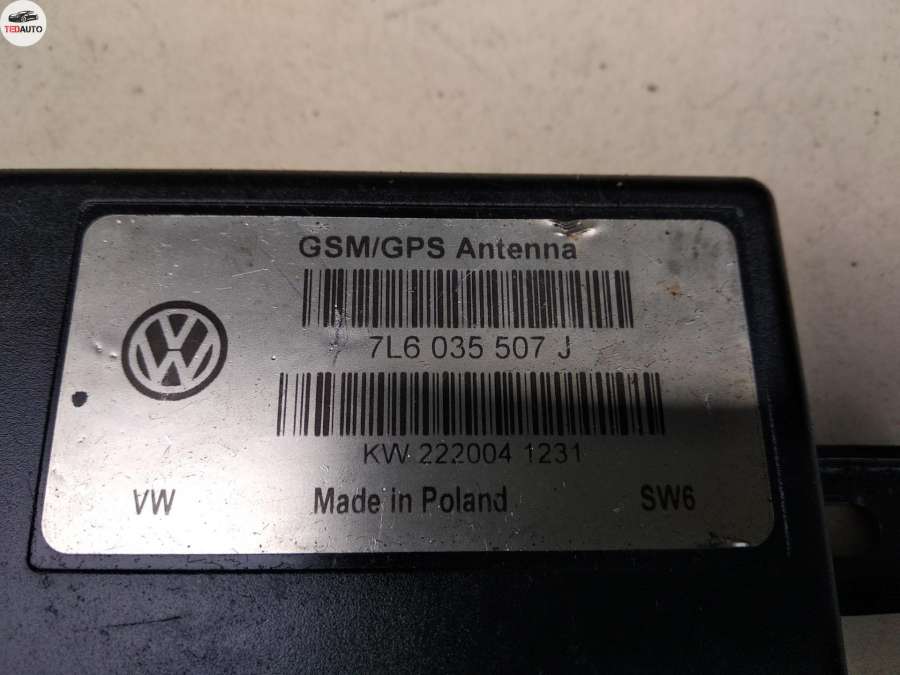 TEDAUTO
GSM/GPS Antenna
7L6 035 507 J
KW 222004 1231
VW Made in Poland SW6